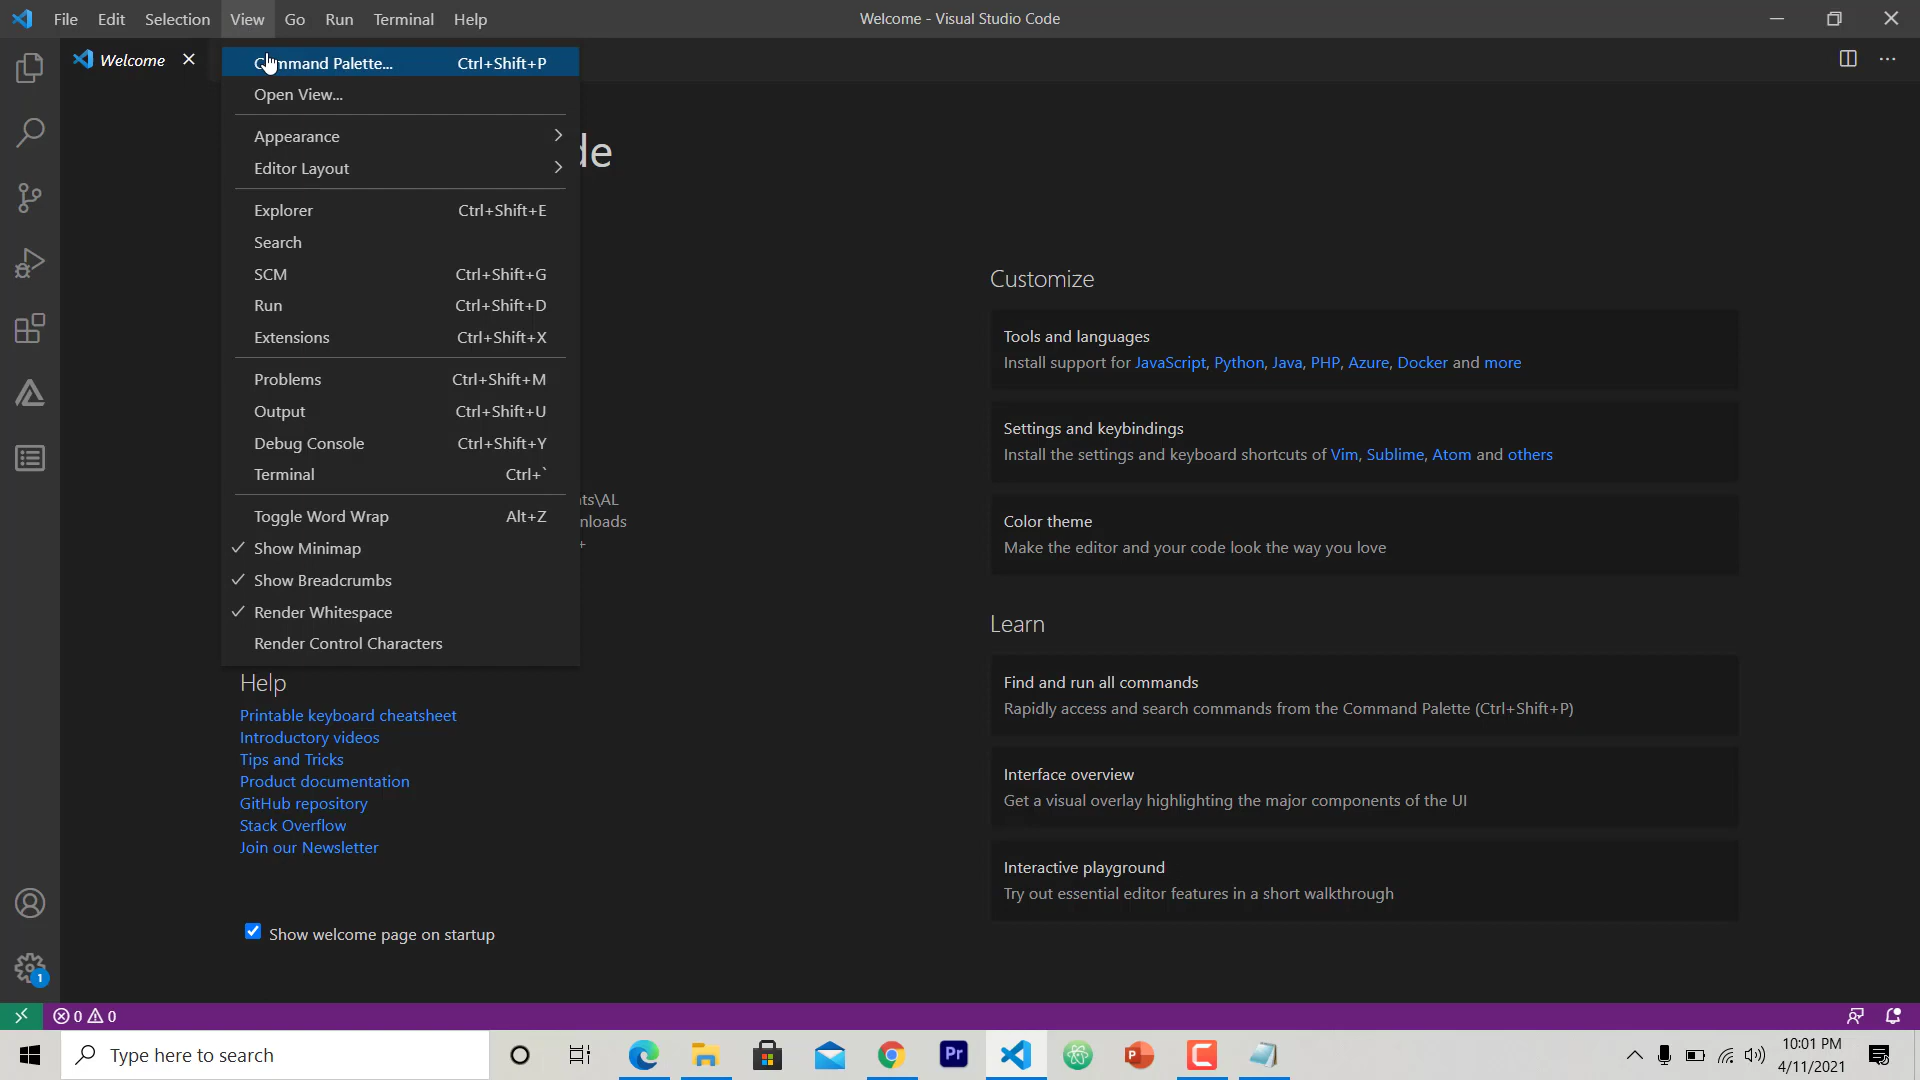 File Edit Selection View Go Run Terminal Help
Welcome - Visual Studio Code
Welcome
Command Palette... Ctrl+Shift+P
Open View...
Appearance
Editor Layout
Explorer Ctrl+Shift+E
Search
SCM Ctrl+Shift+G
Run Ctrl+Shift+D
Extensions Ctrl+Shift+X
Problems Ctrl+Shift+M
Output Ctrl+Shift+U
Debug Console Ctrl+Shift+Y
Terminal Ctrl+`
Toggle Word Wrap Alt+Z
Show Minimap
Show Breadcrumbs
Render Whitespace
Render Control Characters
de
ts\AL
nloads
+
Help
Printable keyboard cheatsheet
Introductory videos
Tips and Tricks
Product documentation
GitHub repository
Stack Overflow
Join our Newsletter
Show welcome page on startup
Customize
Tools and languages
Install support for JavaScript, Python, Java, PHP, Azure, Docker and more
Settings and keybindings
Install the settings and keyboard shortcuts of Vim, Sublime, Atom and others
Color theme
Make the editor and your code look the way you love
Learn
Find and run all commands
Rapidly access and search commands from the Command Palette (Ctrl+Shift+P)
Interface overview
Get a visual overlay highlighting the major components of the UI
Interactive playground
Try out essential editor features in a short walkthrough
1
0 0
Type here to search
Pr
10:01 PM
4/11/2021